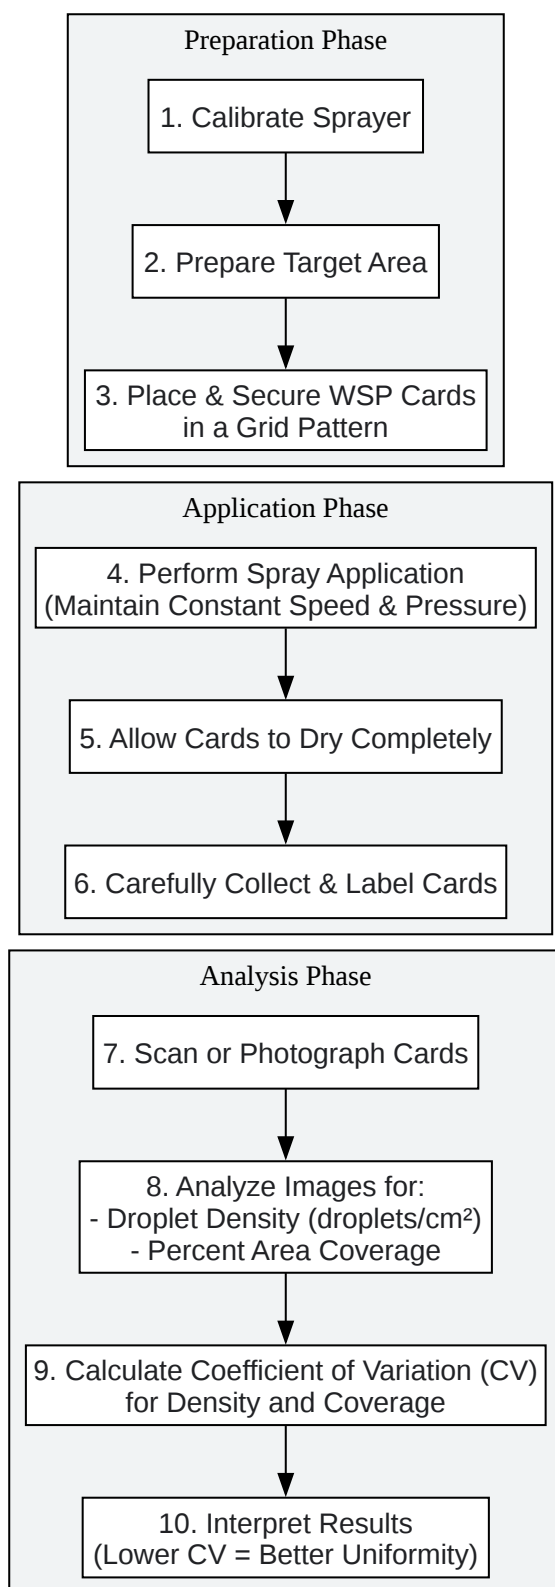 Preparation Phase
1. Calibrate Sprayer
2. Prepare Target Area
3. Place & Secure WSP Cards
in a Grid Pattern
Application Phase
4. Perform Spray Application
(Maintain Constant Speed & Pressure)
5. Allow Cards to Dry Completely
6. Carefully Collect & Label Cards
Analysis Phase
7. Scan or Photograph Cards
8. Analyze Images for:
- Droplet Density (droplets/cm²)
- Percent Area Coverage
9. Calculate Coefficient of Variation (CV)
for Density and Coverage
10. Interpret Results
(Lower CV = Better Uniformity)